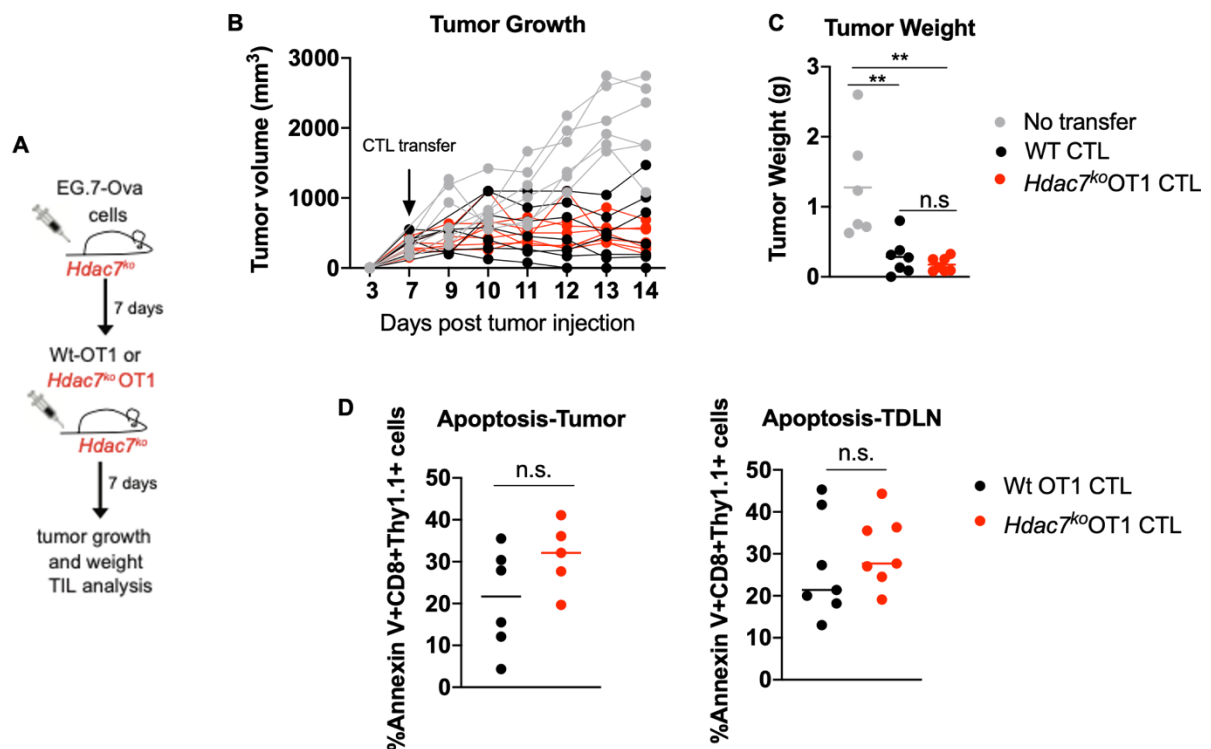 A
EG.7-Ova
cells
Hdac7ko
7 days
Wt-OT1 or
Hdac7ko OT1
Hdac7ko
7 days
tumor growth
and weight
TIL analysis
B
Tumor Growth
Tumor volume (mm3)
3000
2000
1000
500
0
CTL transfer
3 7 9 10 11 12 13 14
Days post tumor injection
C
Tumor Weight
Tumor Weight (g)
3
2
1
0
**
**
n.s
No transfer
WT CTL
Hdac7koOT1 CTL
D
Apoptosis-Tumor
%Annexin V+CD8+Thy1.1+ cells
50
40
30
20
10
0
n.s.
Apoptosis-TDLN
%Annexin V+CD8+Thy1.1+ cells
50
40
30
20
10
0
n.s.
Wt OT1 CTL
Hdac7koOT1 CTL